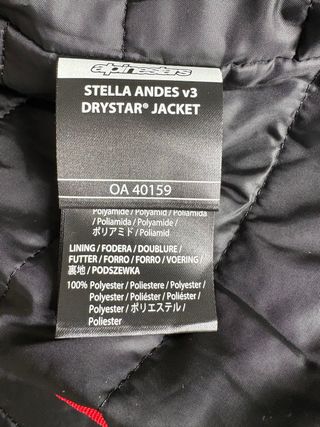 alpinestars
STELLA ANDES v3
DRYSTAR® JACKET
OA 40159
Polyamide / Polyamid / Poliammida
/ Poliamida / Polyamide /
ポリアミド / Poliamid
LINING / FODERA / DOUBLURE /
FUTTER / FORRO / FORRO / VOERING /
裏地 / PODSZEWKA
100% Polyester / Poliestere / Polyester /
Polyester / Poliéster / Poliéster /
Polyester / ポリエステル /
Poliester